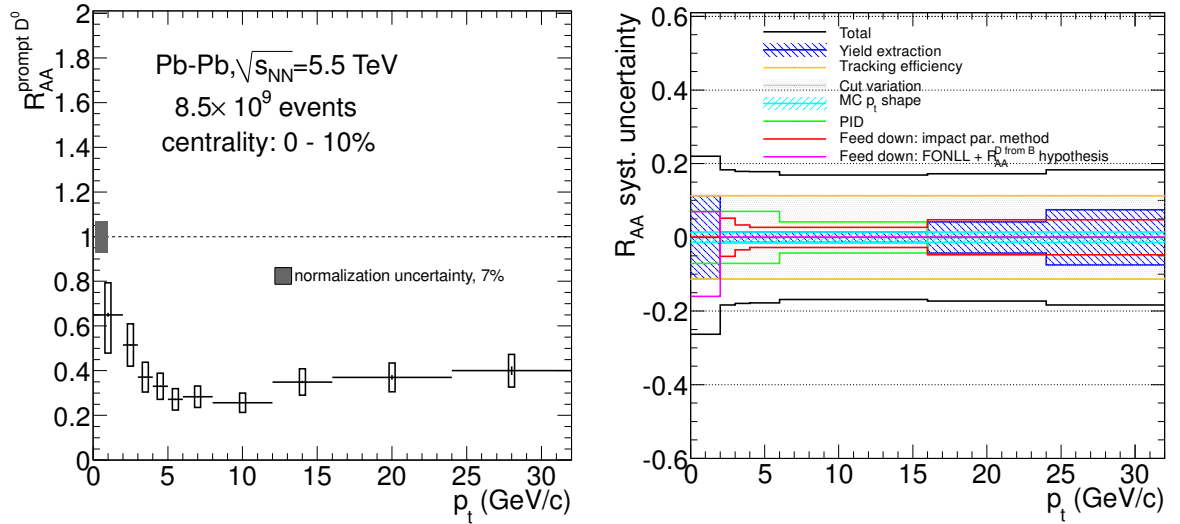 R_AA^prompt D⁰
2
1.8
1.6
1.4
1.2
1
0.8
0.6
0.4
0.2
0
Pb-Pb,√s_NN=5.5 TeV
8.5× 10⁹ events
centrality: 0 - 10%
normalization uncertainty, 7%
0 5 10 15 20 25 30
p_t (GeV/c)
R_AA syst. uncertainty
0.6
0.4
0.2
0
-0.2
-0.4
-0.6
Total
Yield extraction
Tracking efficiency
Cut variation
MC p_t shape
PID
Feed down: impact par. method
Feed down: FONLL + R_AA^D from B hypothesis
0 5 10 15 20 25 30
p_t (GeV/c)